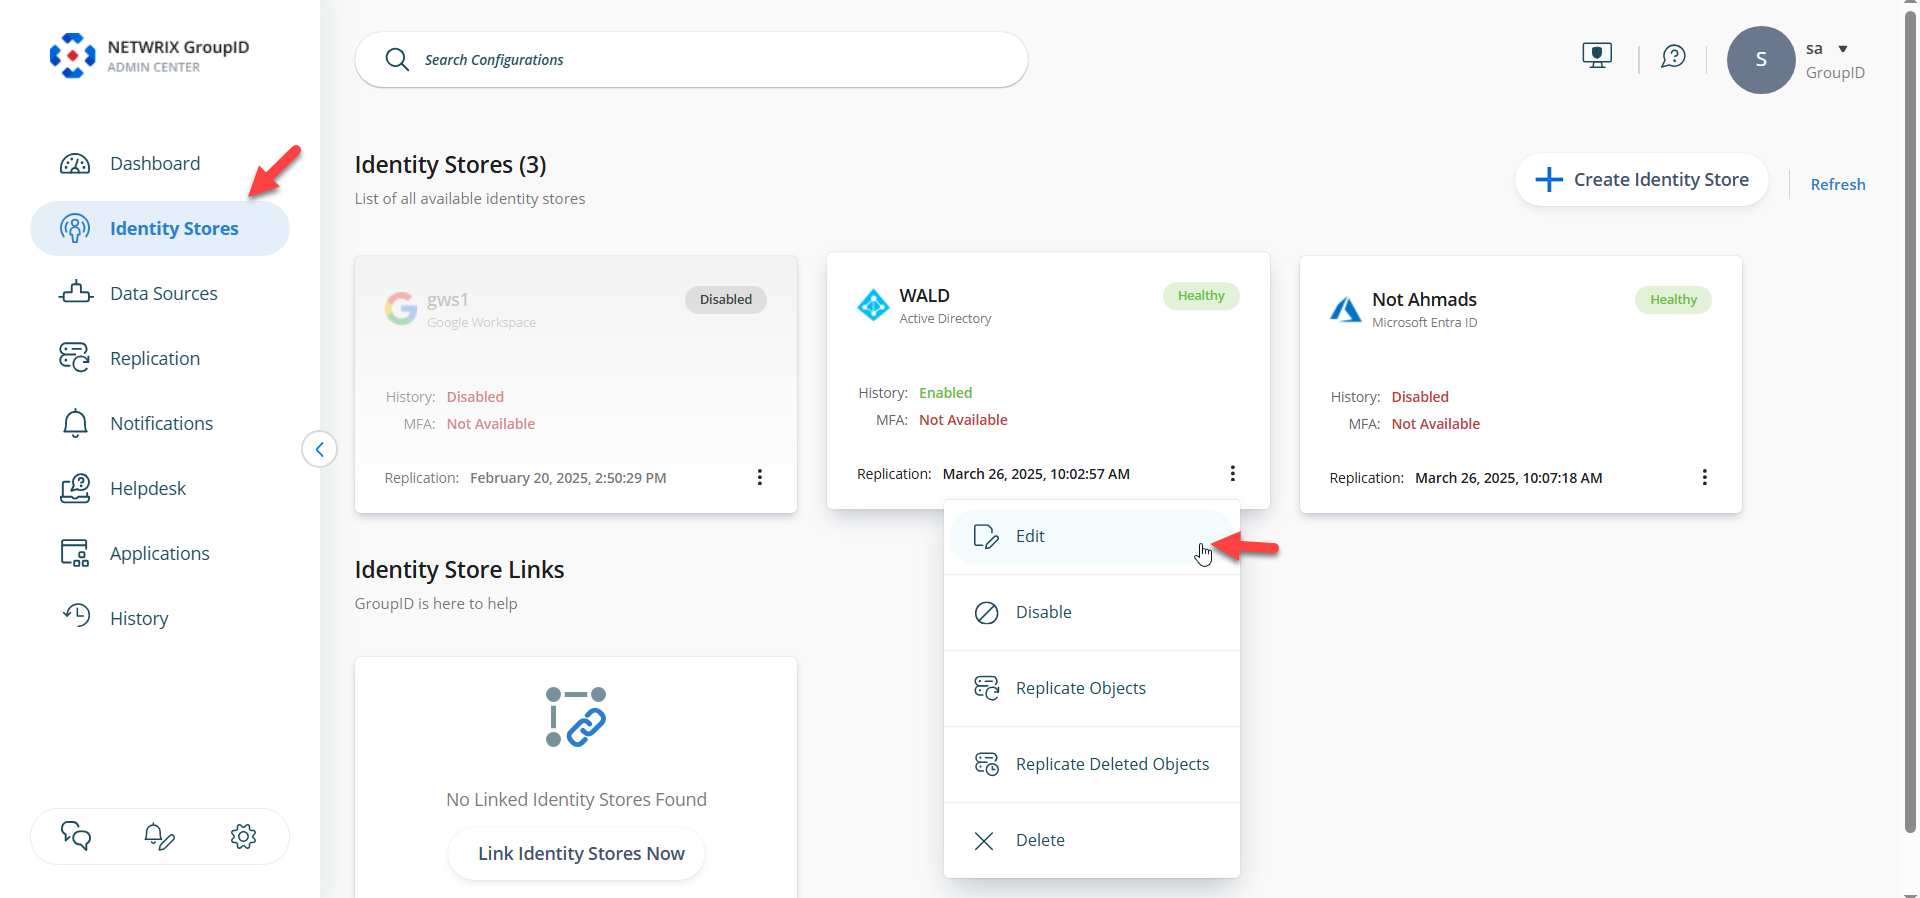 NETWRIX GroupID
ADMIN CENTER
Search Configurations
S
sa
GroupID
Dashboard
Identity Stores
Data Sources
Replication
Notifications
Helpdesk
Applications
History
Identity Stores (3)
List of all available identity stores
Create Identity Store
Refresh
gws1
Google Workspace
Disabled
History: Disabled
MFA: Not Available
Replication: February 20, 2025, 2:50:29 PM
WALD
Active Directory
Healthy
History: Enabled
MFA: Not Available
Replication: March 26, 2025, 10:02:57 AM
Not Ahmads
Microsoft Entra ID
Healthy
History: Disabled
MFA: Not Available
Replication: March 26, 2025, 10:07:18 AM
Edit
Disable
Replicate Objects
Replicate Deleted Objects
Delete
Identity Store Links
GroupID is here to help
No Linked Identity Stores Found
Link Identity Stores Now